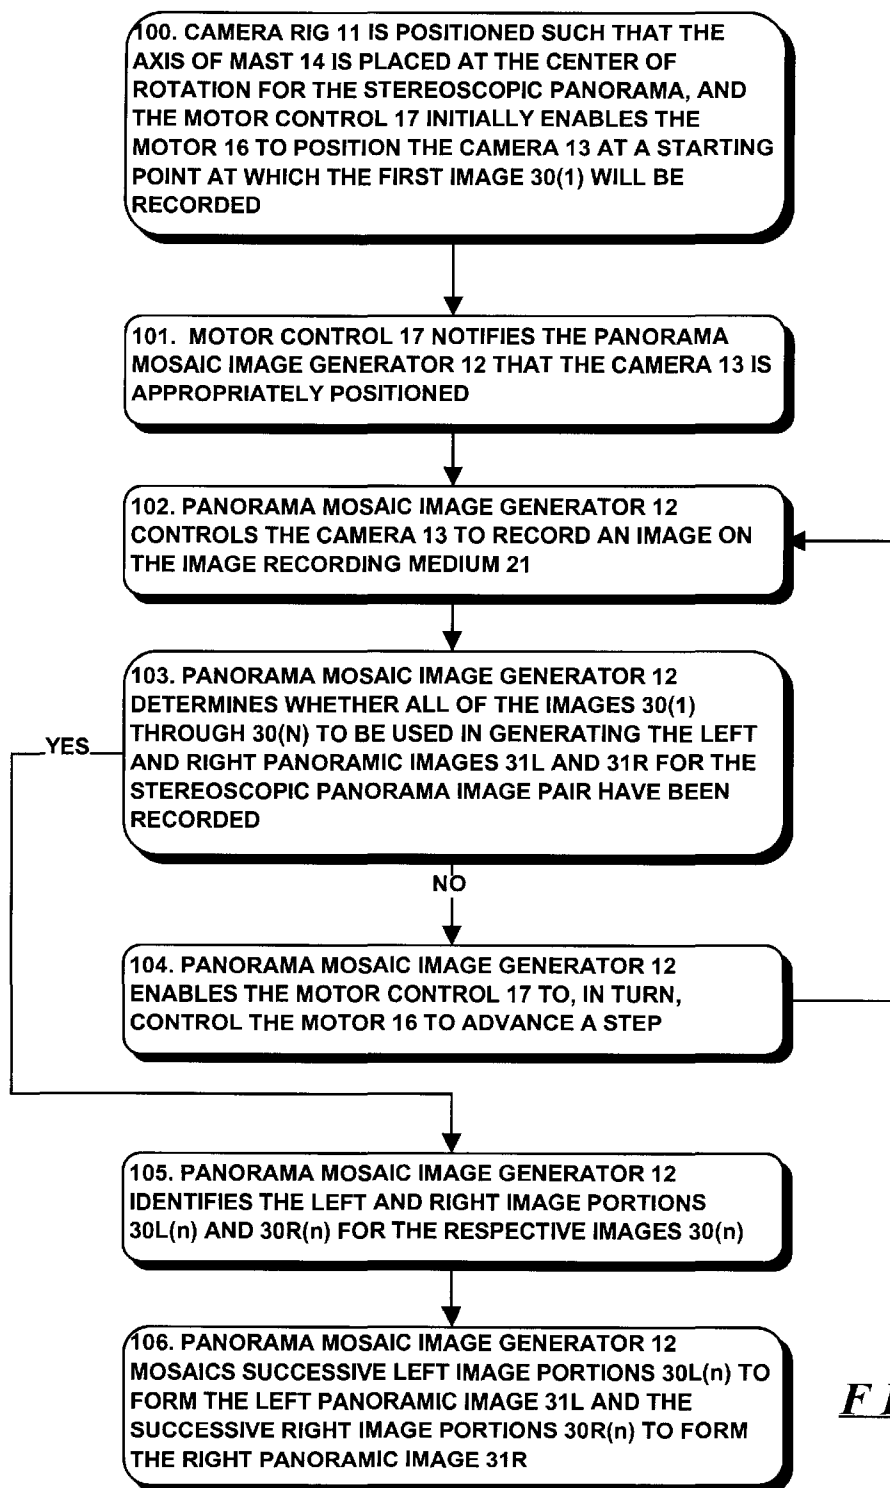 100. CAMERA RIG 11 IS POSITIONED SUCH THAT THE
AXIS OF MAST 14 IS PLACED AT THE CENTER OF
ROTATION FOR THE STEREOSCOPIC PANORAMA, AND
THE MOTOR CONTROL 17 INITIALLY ENABLES THE
MOTOR 16 TO POSITION THE CAMERA 13 AT A STARTING
POINT AT WHICH THE FIRST IMAGE 30(1) WILL BE
RECORDED
101. MOTOR CONTROL 17 NOTIFIES THE PANORAMA
MOSAIC IMAGE GENERATOR 12 THAT THE CAMERA 13 IS
APPROPRIATELY POSITIONED
102. PANORAMA MOSAIC IMAGE GENERATOR 12
CONTROLS THE CAMERA 13 TO RECORD AN IMAGE ON
THE IMAGE RECORDING MEDIUM 21
103. PANORAMA MOSAIC IMAGE GENERATOR 12
DETERMINES WHETHER ALL OF THE IMAGES 30(1)
THROUGH 30(N) TO BE USED IN GENERATING THE LEFT
AND RIGHT PANORAMIC IMAGES 31L AND 31R FOR THE
STEREOSCOPIC PANORAMA IMAGE PAIR HAVE BEEN
RECORDED
YES
NO
104. PANORAMA MOSAIC IMAGE GENERATOR 12
ENABLES THE MOTOR CONTROL 17 TO, IN TURN,
CONTROL THE MOTOR 16 TO ADVANCE A STEP
105. PANORAMA MOSAIC IMAGE GENERATOR 12
IDENTIFIES THE LEFT AND RIGHT IMAGE PORTIONS
30L(n) AND 30R(n) FOR THE RESPECTIVE IMAGES 30(n)
106. PANORAMA MOSAIC IMAGE GENERATOR 12
MOSAICS SUCCESSIVE LEFT IMAGE PORTIONS 30L(n) TO
FORM THE LEFT PANORAMIC IMAGE 31L AND THE
SUCCESSIVE RIGHT IMAGE PORTIONS 30R(n) TO FORM
THE RIGHT PANORAMIC IMAGE 31R